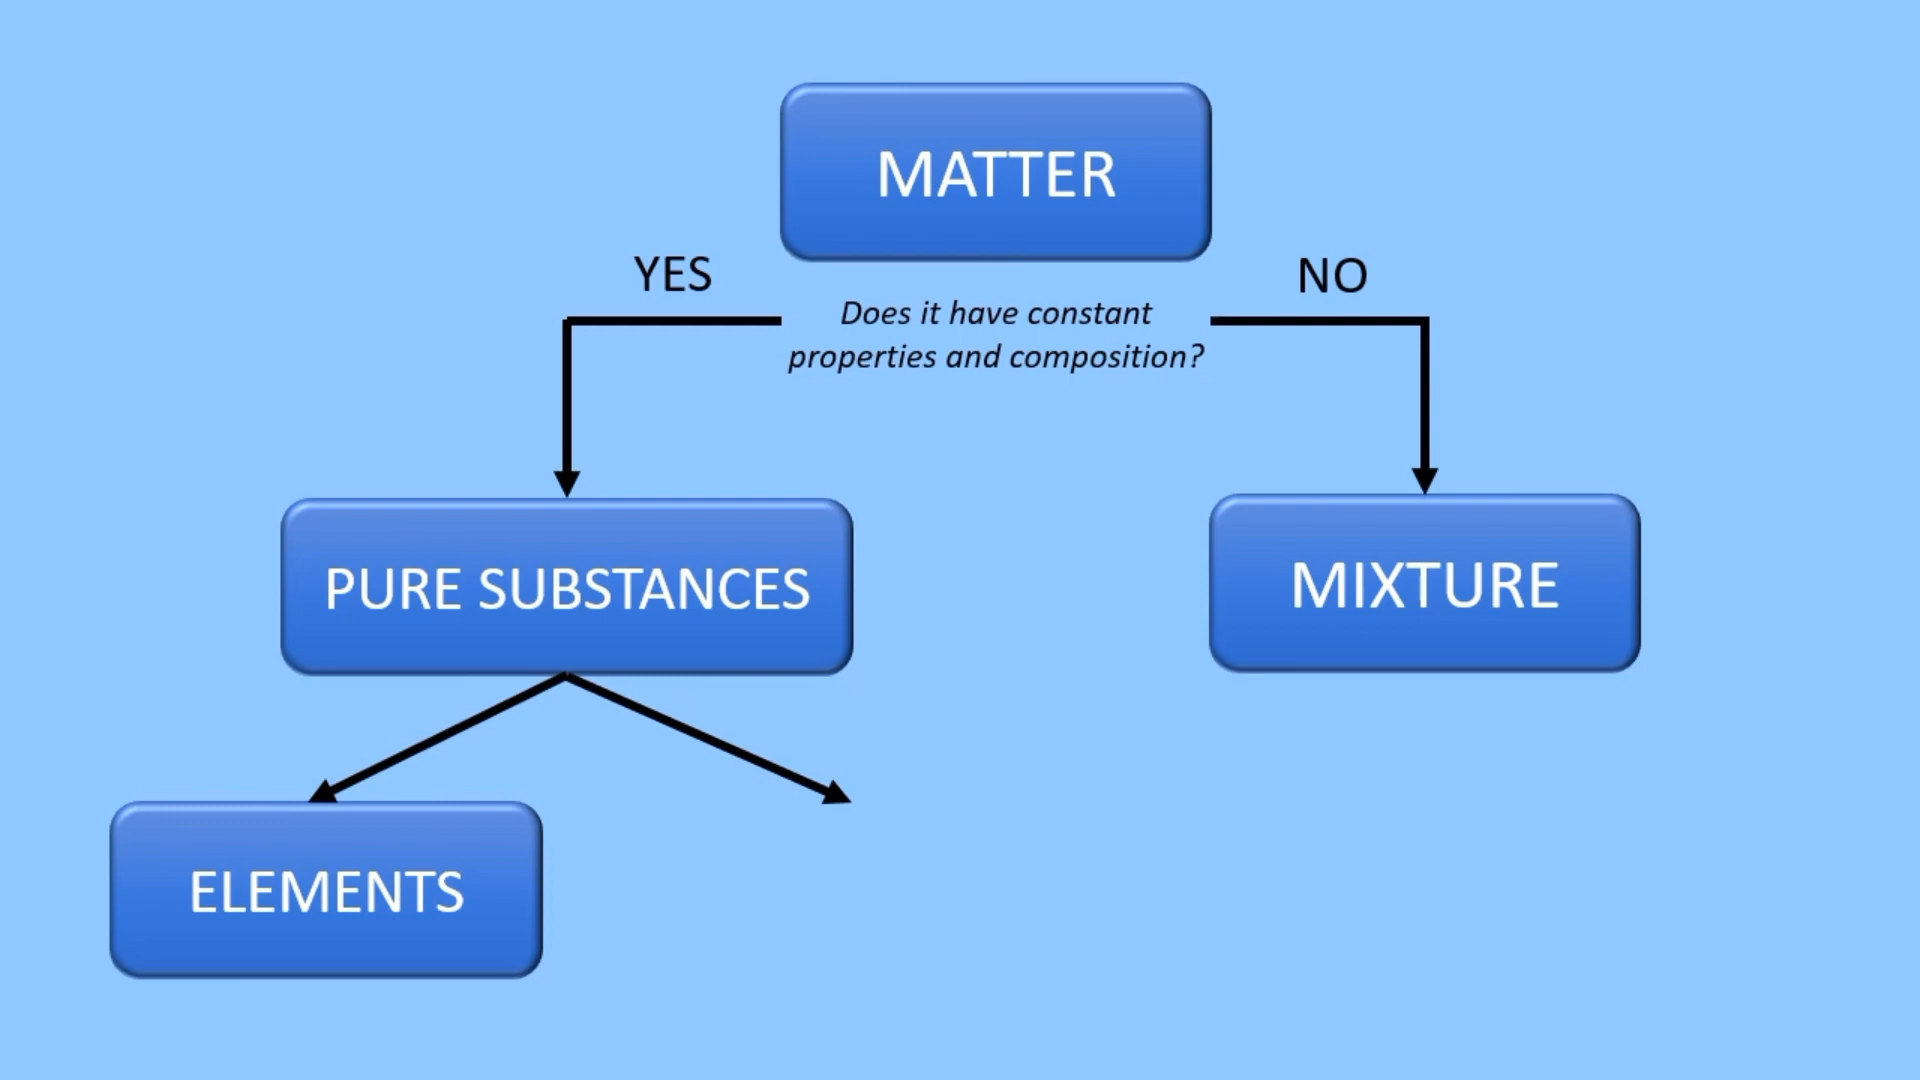 MATTER
YES
NO
Does it have constant
properties and composition?
PURE SUBSTANCES
MIXTURE
ELEMENTS